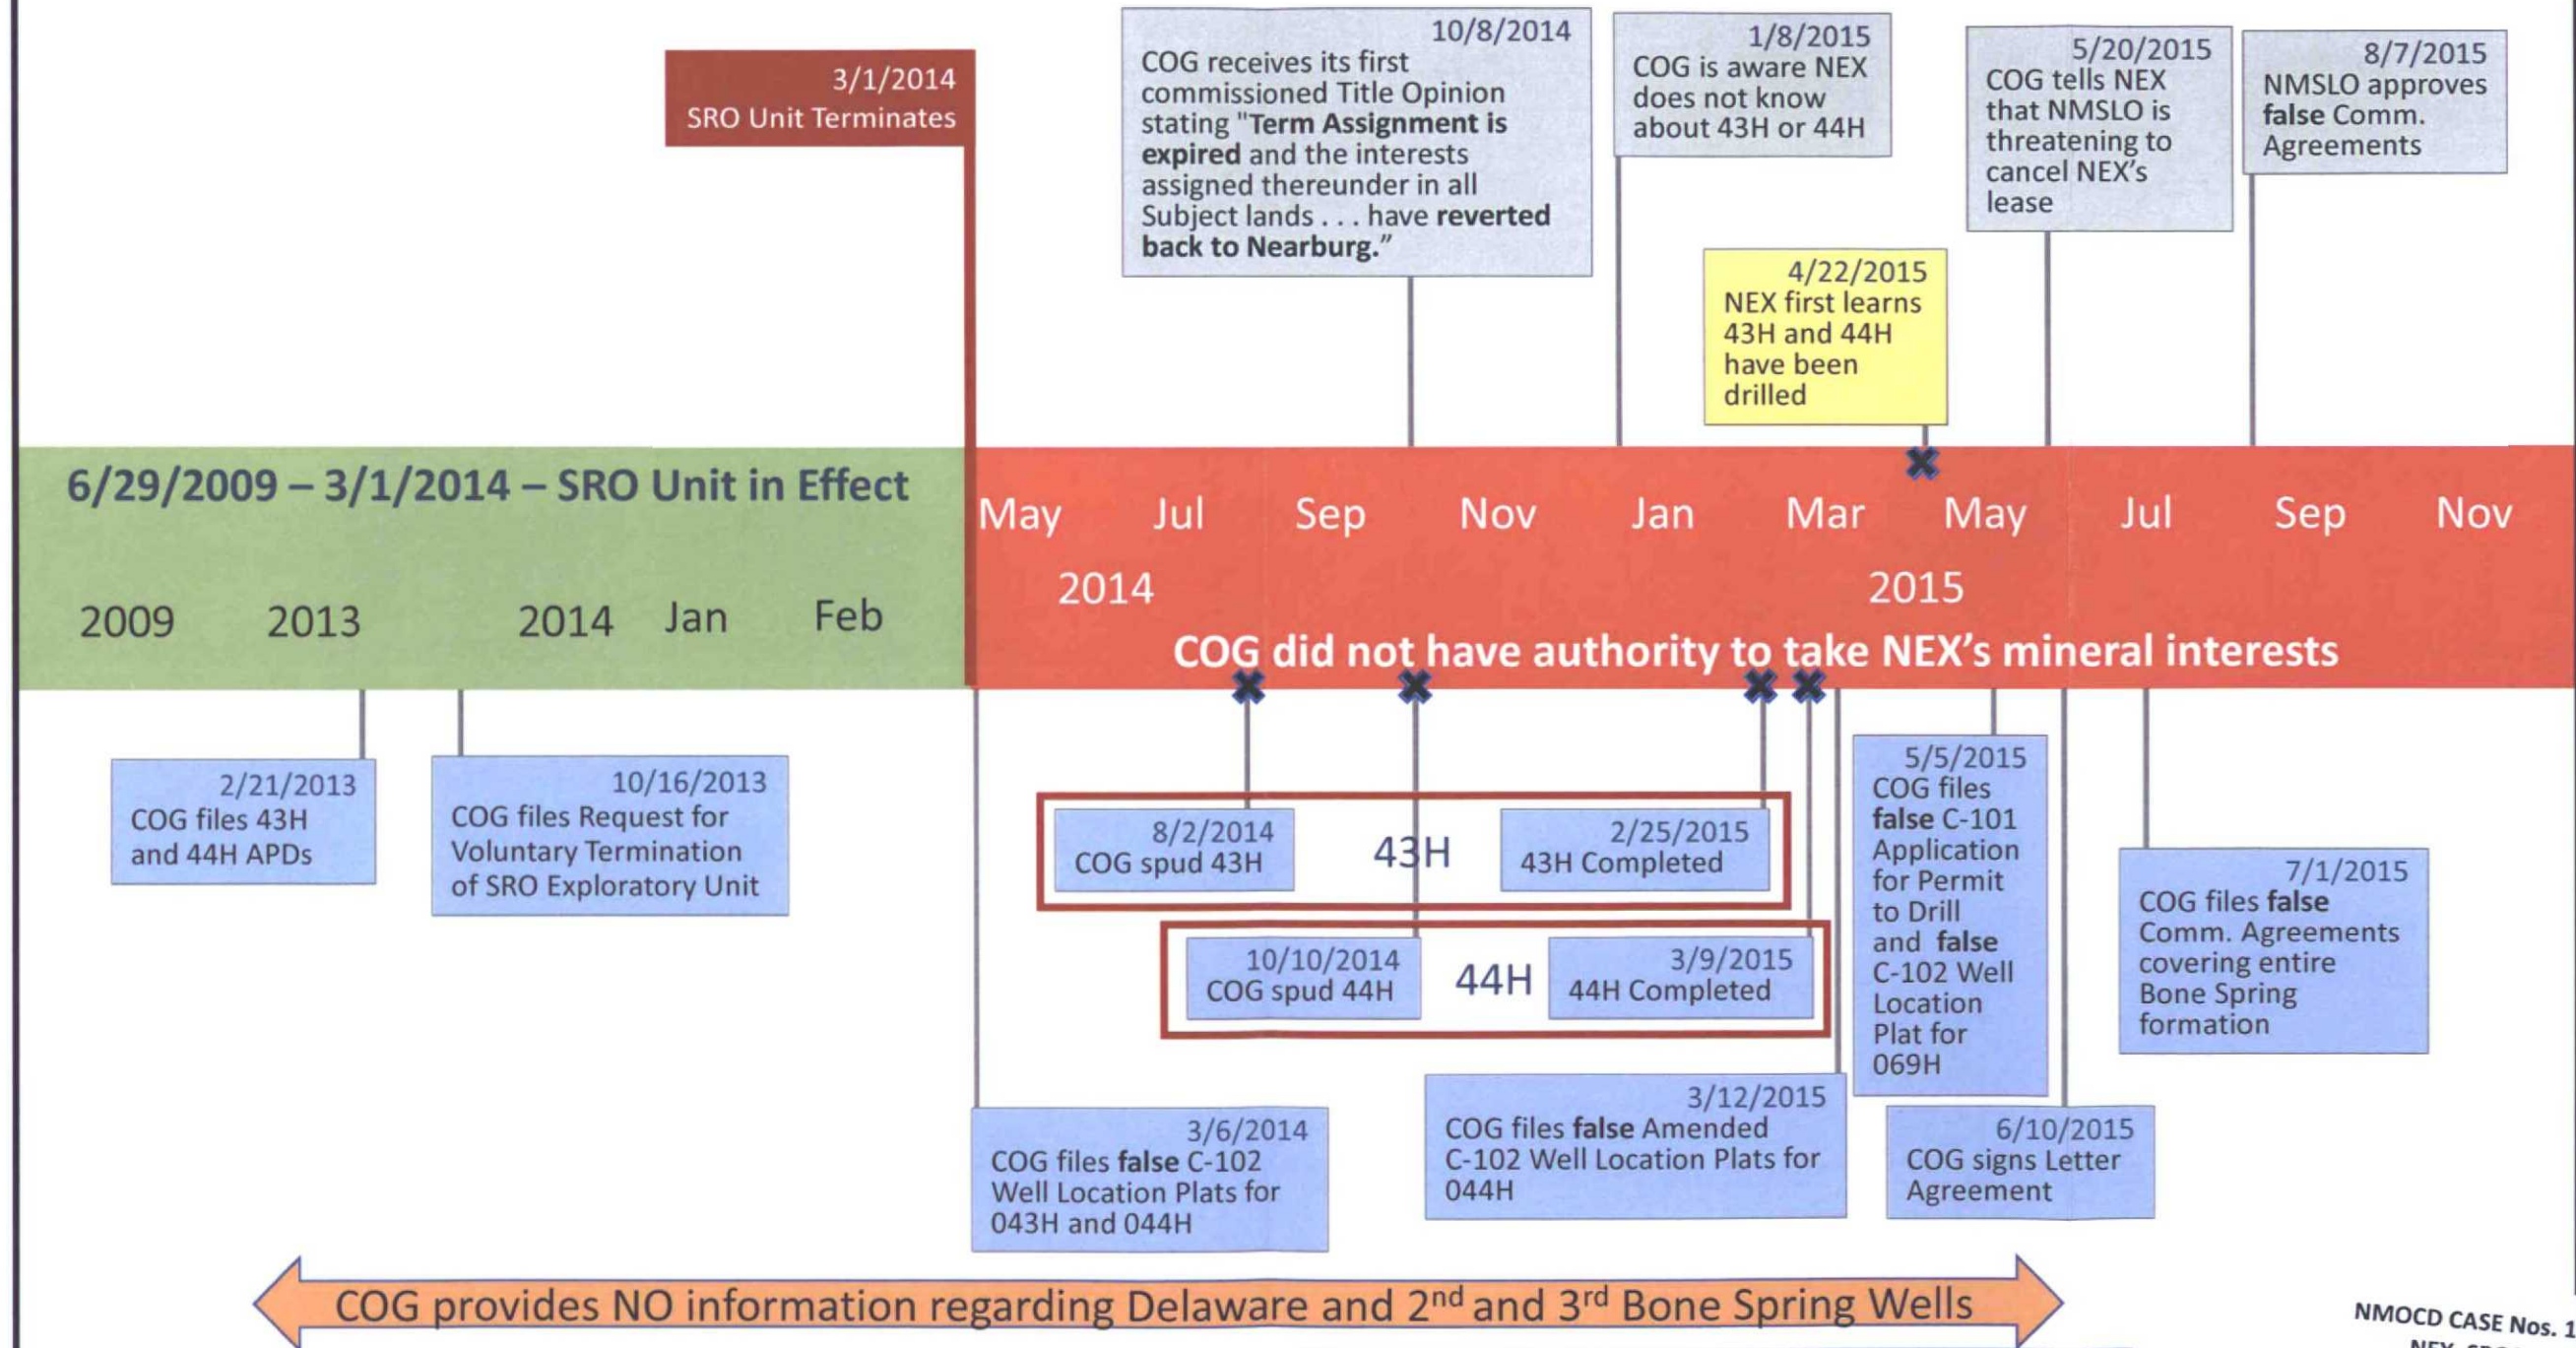 3/1/2014
SRO Unit Terminates
10/8/2014
COG receives its first
commissioned Title Opinion
stating "Term Assignment is
expired and the interests
assigned thereunder in all
Subject lands . . . have reverted
back to Nearburg.”
1/8/2015
COG is aware NEX
does not know
about 43H or 44H
4/22/2015
NEX first learns
43H and 44H
have been
drilled
5/20/2015
COG tells NEX
that NMSLO is
threatening to
cancel NEX’s
lease
8/7/2015
NMSLO approves
false Comm.
Agreements
6/29/2009 – 3/1/2014 – SRO Unit in Effect
2009 2013 2014 Jan Feb
May Jul Sep Nov Jan Mar May Jul Sep Nov
2014 2015
COG did not have authority to take NEX’s mineral interests
2/21/2013
COG files 43H
and 44H APDs
10/16/2013
COG files Request for
Voluntary Termination
of SRO Exploratory Unit
8/2/2014
COG spud 43H
43H
2/25/2015
43H Completed
10/10/2014
COG spud 44H
44H
3/9/2015
44H Completed
3/6/2014
COG files false C-102
Well Location Plats for
043H and 044H
3/12/2015
COG files false Amended
C-102 Well Location Plats for
044H
5/5/2015
COG files
false C-101
Application
for Permit
to Drill
and false
C-102 Well
Location
Plat for
069H
6/10/2015
COG signs Letter
Agreement
7/1/2015
COG files false
Comm. Agreements
covering entire
Bone Spring
formation
COG provides NO information regarding Delaware and 2nd and 3rd Bone Spring Wells
NMOCD CASE Nos. 1